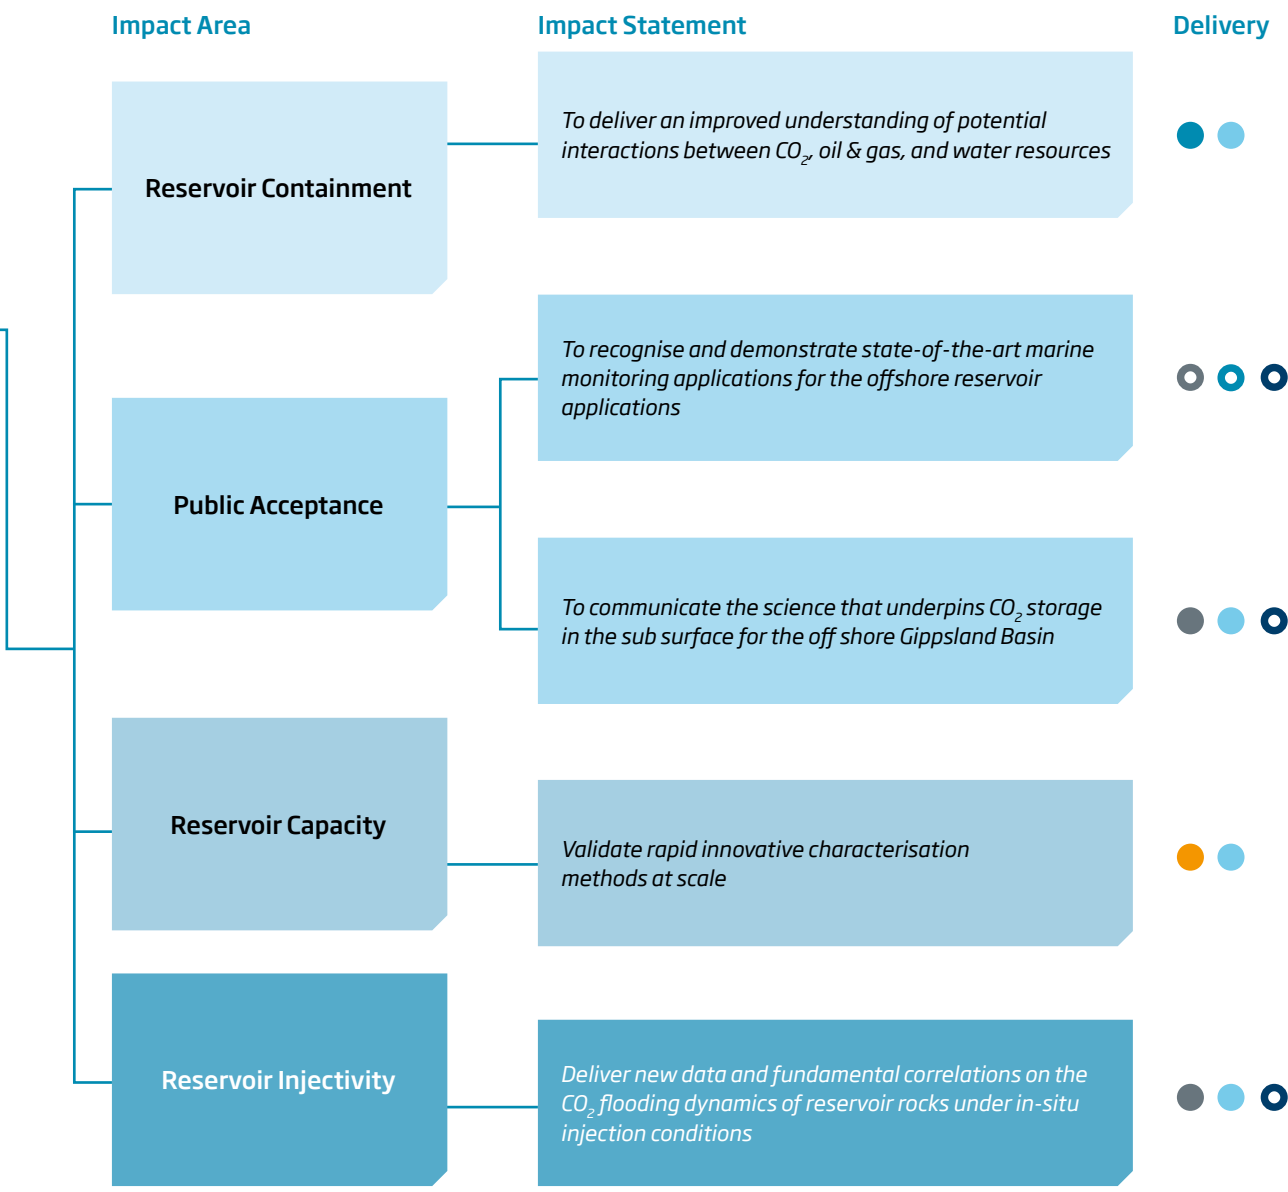 Impact Area
Impact Statement
Delivery
Reservoir Containment
To deliver an improved understanding of potential
interactions between CO₂, oil & gas, and water resources
Public Acceptance
To recognise and demonstrate state-of-the-art marine
monitoring applications for the offshore reservoir
applications
To communicate the science that underpins CO₂ storage
in the sub surface for the off shore Gippsland Basin
Reservoir Capacity
Validate rapid innovative characterisation
methods at scale
Reservoir Injectivity
Deliver new data and fundamental correlations on the
CO₂ flooding dynamics of reservoir rocks under in-situ
injection conditions